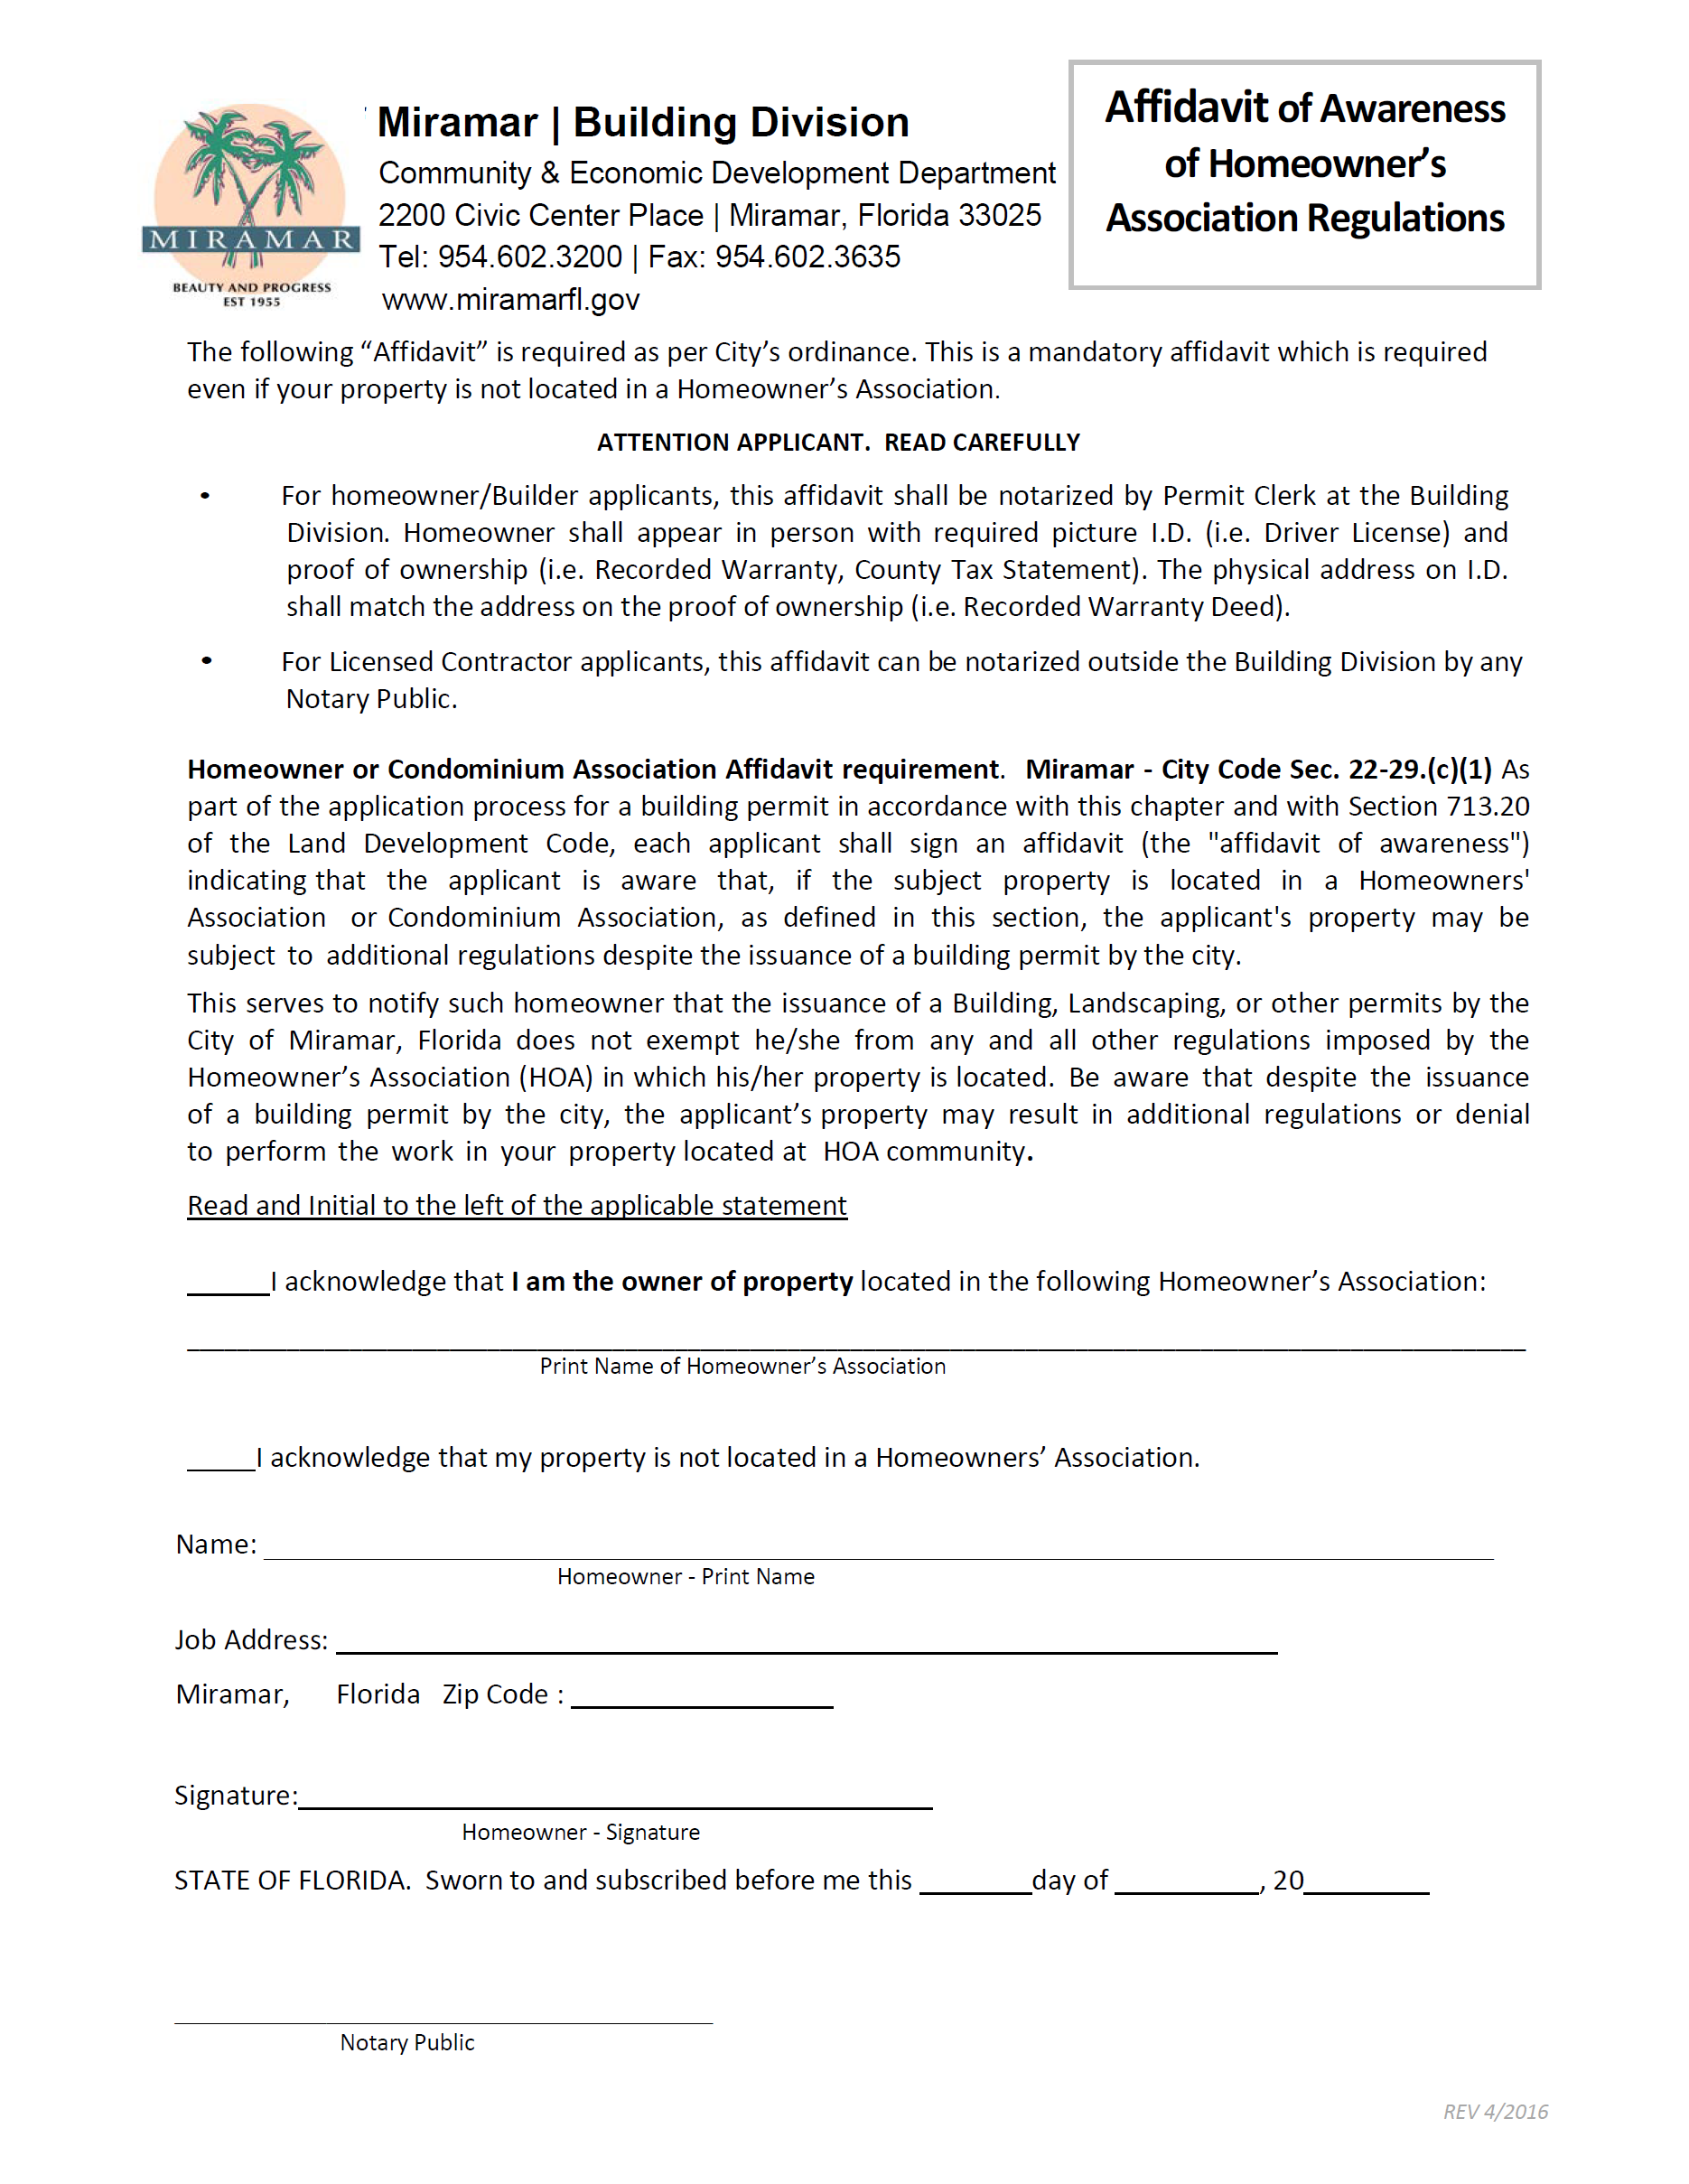 MIRAMAR
BEAUTY AND PROGRESS
EST 1955
Miramar | Building Division
Community & Economic Development Department
2200 Civic Center Place | Miramar, Florida 33025
Tel: 954.602.3200 | Fax: 954.602.3635
www.miramarfl.gov
Affidavit of Awareness
of Homeowner’s
Association Regulations
The following “Affidavit” is required as per City’s ordinance. This is a mandatory affidavit which is required
even if your property is not located in a Homeowner’s Association.
ATTENTION APPLICANT. READ CAREFULLY
• For homeowner/Builder applicants, this affidavit shall be notarized by Permit Clerk at the Building
Division. Homeowner shall appear in person with required picture I.D. (i.e. Driver License) and
proof of ownership (i.e. Recorded Warranty, County Tax Statement). The physical address on I.D.
shall match the address on the proof of ownership (i.e. Recorded Warranty Deed).
• For Licensed Contractor applicants, this affidavit can be notarized outside the Building Division by any
Notary Public.
Homeowner or Condominium Association Affidavit requirement. Miramar - City Code Sec. 22-29.(c)(1) As
part of the application process for a building permit in accordance with this chapter and with Section 713.20
of the Land Development Code, each applicant shall sign an affidavit (the "affidavit of awareness")
indicating that the applicant is aware that, if the subject property is located in a Homeowners'
Association or Condominium Association, as defined in this section, the applicant's property may be
subject to additional regulations despite the issuance of a building permit by the city.
This serves to notify such homeowner that the issuance of a Building, Landscaping, or other permits by the
City of Miramar, Florida does not exempt he/she from any and all other regulations imposed by the
Homeowner’s Association (HOA) in which his/her property is located. Be aware that despite the issuance
of a building permit by the city, the applicant’s property may result in additional regulations or denial
to perform the work in your property located at HOA community.
Read and Initial to the left of the applicable statement
______I acknowledge that I am the owner of property located in the following Homeowner’s Association:
Print Name of Homeowner’s Association
_____I acknowledge that my property is not located in a Homeowners’ Association.
Name: ______
Homeowner - Print Name
Job Address: ______
Miramar, Florida Zip Code : ______
Signature:______
Homeowner - Signature
STATE OF FLORIDA. Sworn to and subscribed before me this ______day of ______, 20______
Notary Public
REV 4/2016